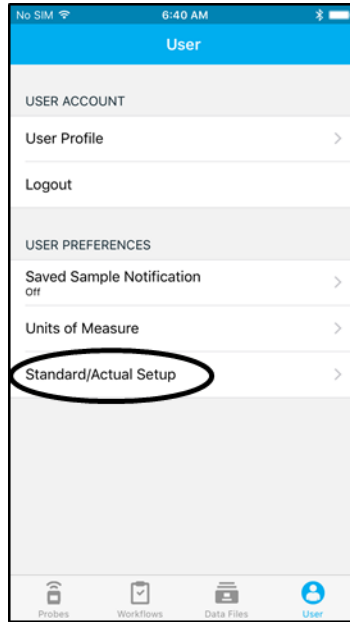 No SIM 6:40 AM
User
USER ACCOUNT
User Profile
Logout
USER PREFERENCES
Saved Sample Notification
Off
Units of Measure
Standard/Actual Setup
Probes Workflows Data Files User